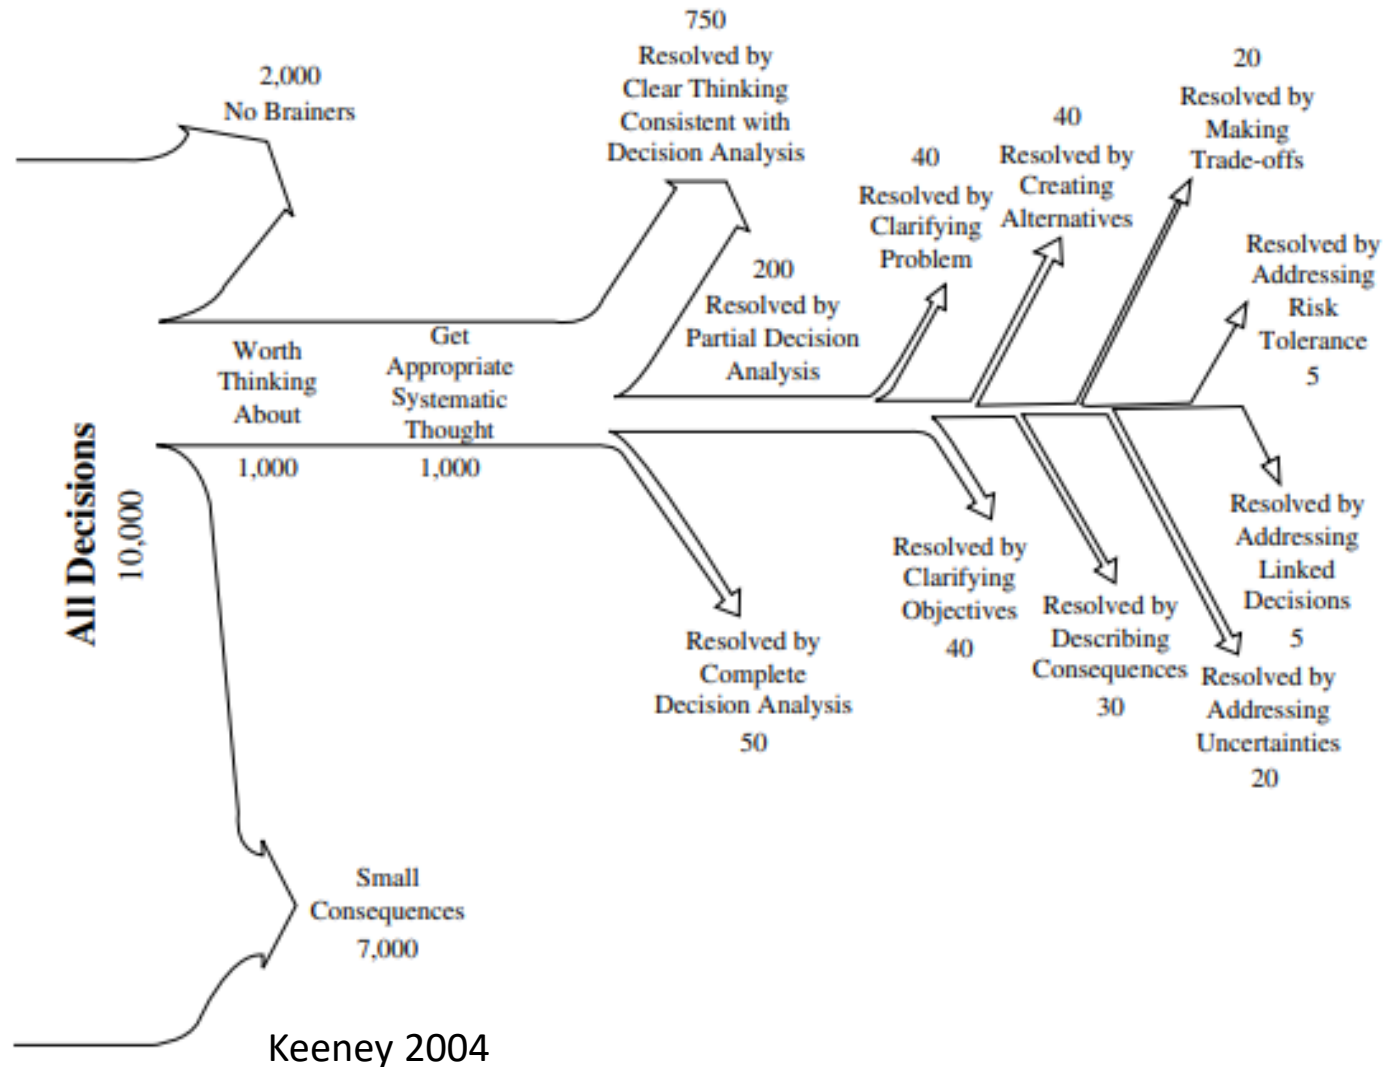 750
Resolved by
Clear Thinking
Consistent with
Decision Analysis
2,000
No Brainers
20
Resolved by
Making
Trade-offs
40
Resolved by
Creating
Alternatives
40
Resolved by
Clarifying
Problem
200
Resolved by
Partial Decision
Analysis
Resolved by
Addressing
Risk
Tolerance
5
Worth
Thinking
About
1,000
Get
Appropriate
Systematic
Thought
1,000
All Decisions
10,000
Resolved by
Complete
Decision Analysis
50
Resolved by
Clarifying
Objectives
40
Resolved by
Describing
Consequences
30
Resolved by
Addressing
Linked
Decisions
5
Resolved by
Addressing
Uncertainties
20
Small
Consequences
7,000
Keeney 2004